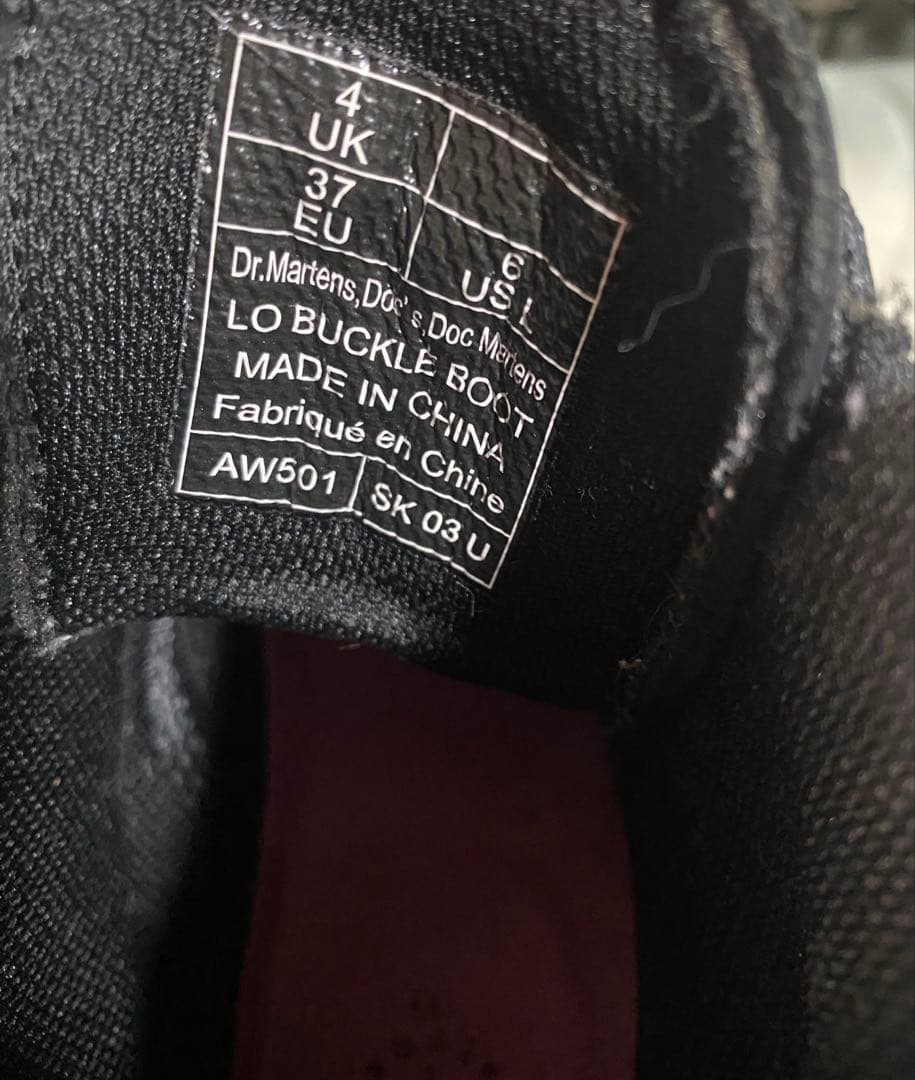 4
UK
37
EU
6
US L
Dr.Martens,Doc's,Doc Martens
LO BUCKLE BOOT
MADE IN CHINA
Fabriqué en Chine
AW501
SK 03 U